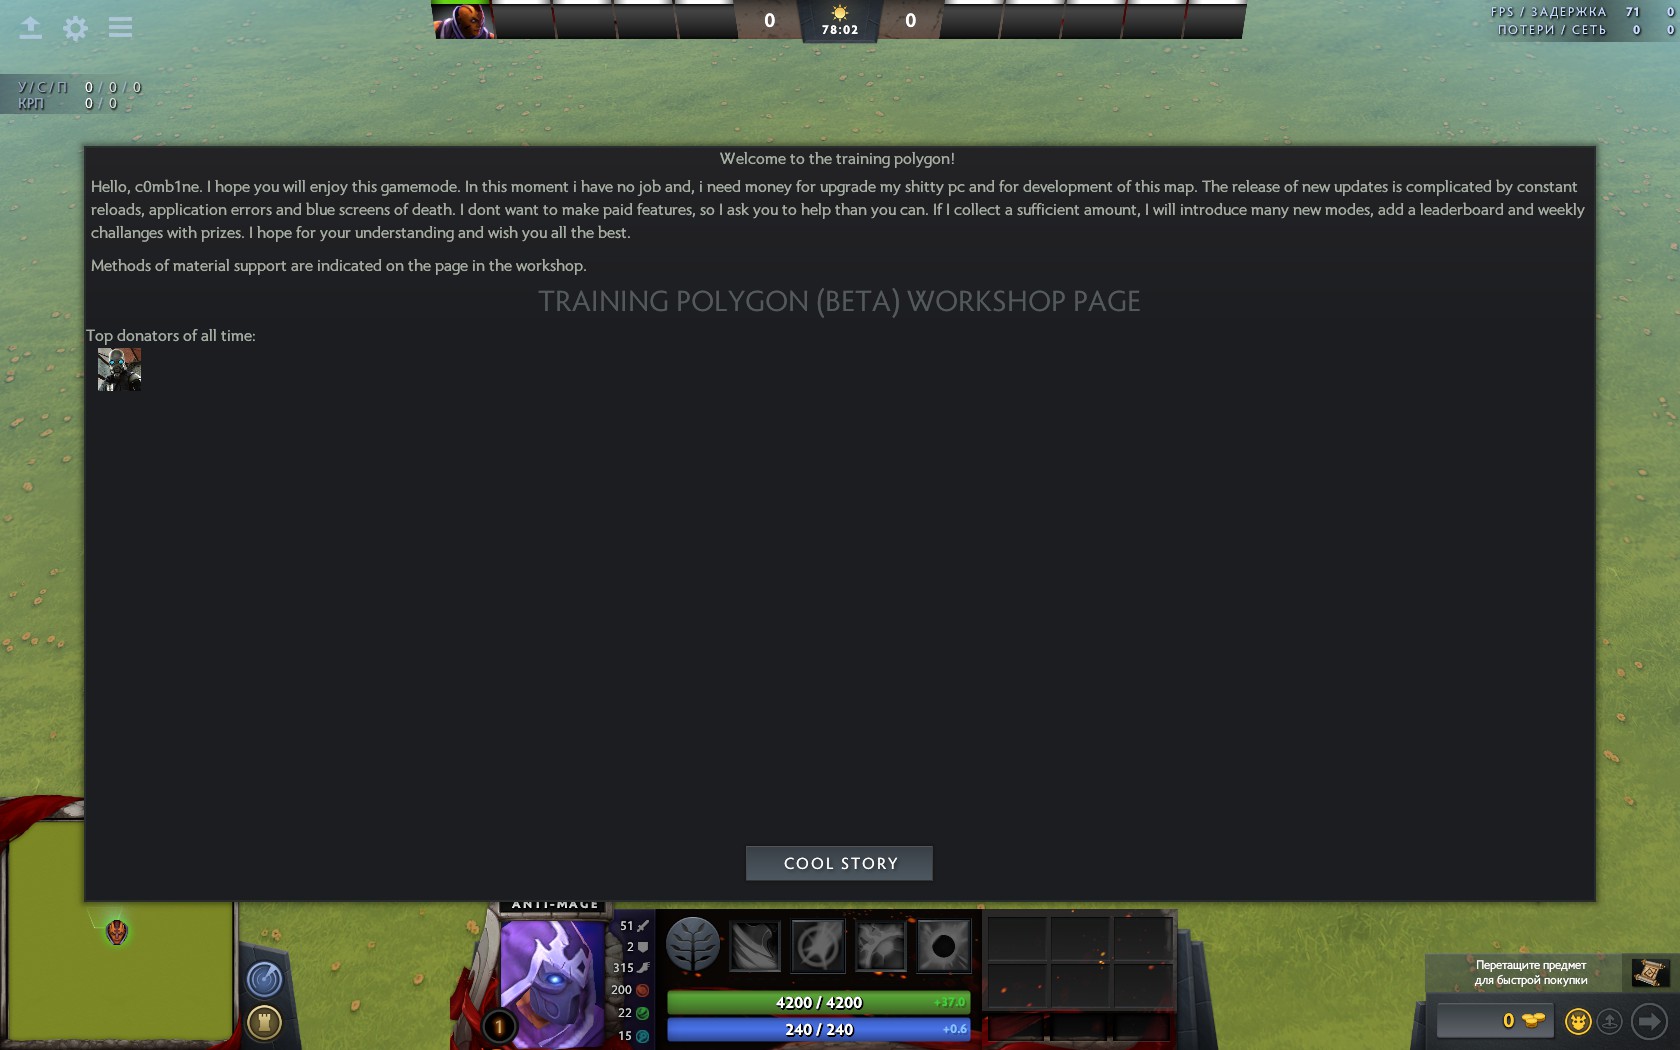 0
78:02
0
FPS / ЗАДЕРЖКА 71 0
ПОТЕРИ / СЕТЬ 0 0
У/С/П 0 / 0 / 0
КРП 0 / 0
Welcome to the training polygon!
Hello, c0mb1ne. I hope you will enjoy this gamemode. In this moment i have no job and, i need money for upgrade my shitty pc and for development of this map. The release of new updates is complicated by constant
reloads, application errors and blue screens of death. I dont want to make paid features, so I ask you to help than you can. If I collect a sufficient amount, I will introduce many new modes, add a leaderboard and weekly
challanges with prizes. I hope for your understanding and wish you all the best.
Methods of material support are indicated on the page in the workshop.
TRAINING POLYGON (BETA) WORKSHOP PAGE
Top donators of all time:
COOL STORY
ANTI-MAGE
51
2
315
200
22
15
1
4200 / 4200 +37.0
240 / 240 +0.6
Перетащите предмет
для быстрой покупки
0